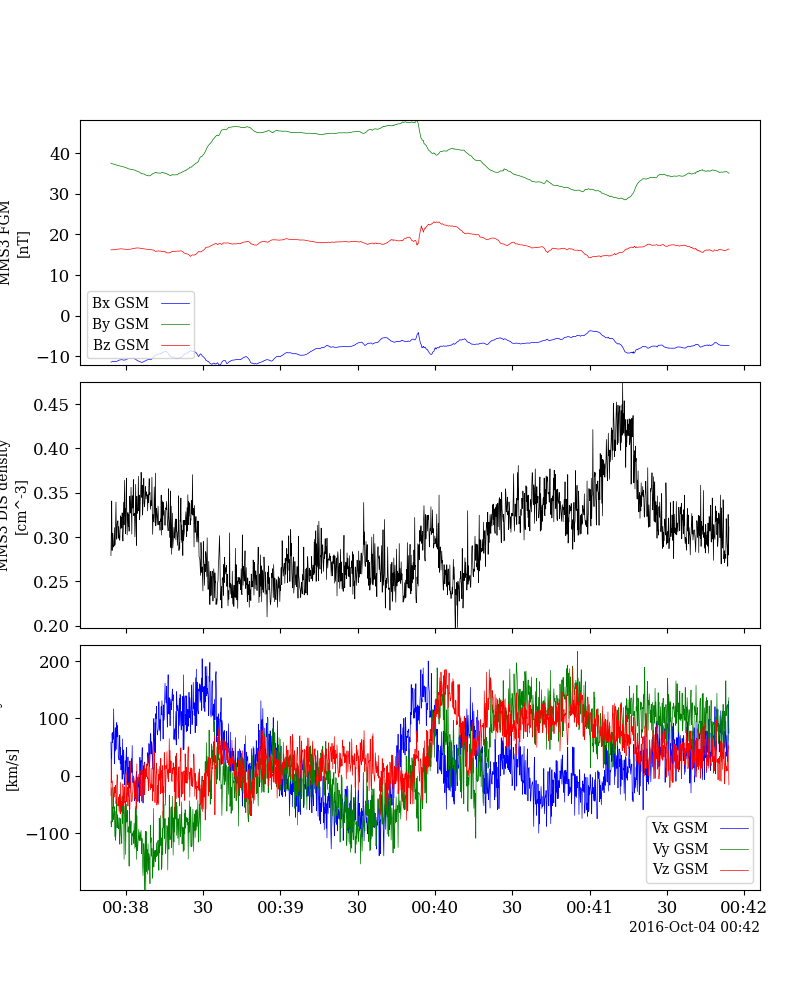 40
30
20
10
0
−10
MMS3 FGM
[nT]
Bx GSM
By GSM
Bz GSM
0.45
0.40
0.35
0.30
0.25
0.20
MMS3 DIS density
[cm^-3]
200
100
0
−100
[km/s]
Vx GSM
Vy GSM
Vz GSM
00:38 30 00:39 30 00:40 30 00:41 30 00:42
2016-Oct-04 00:42